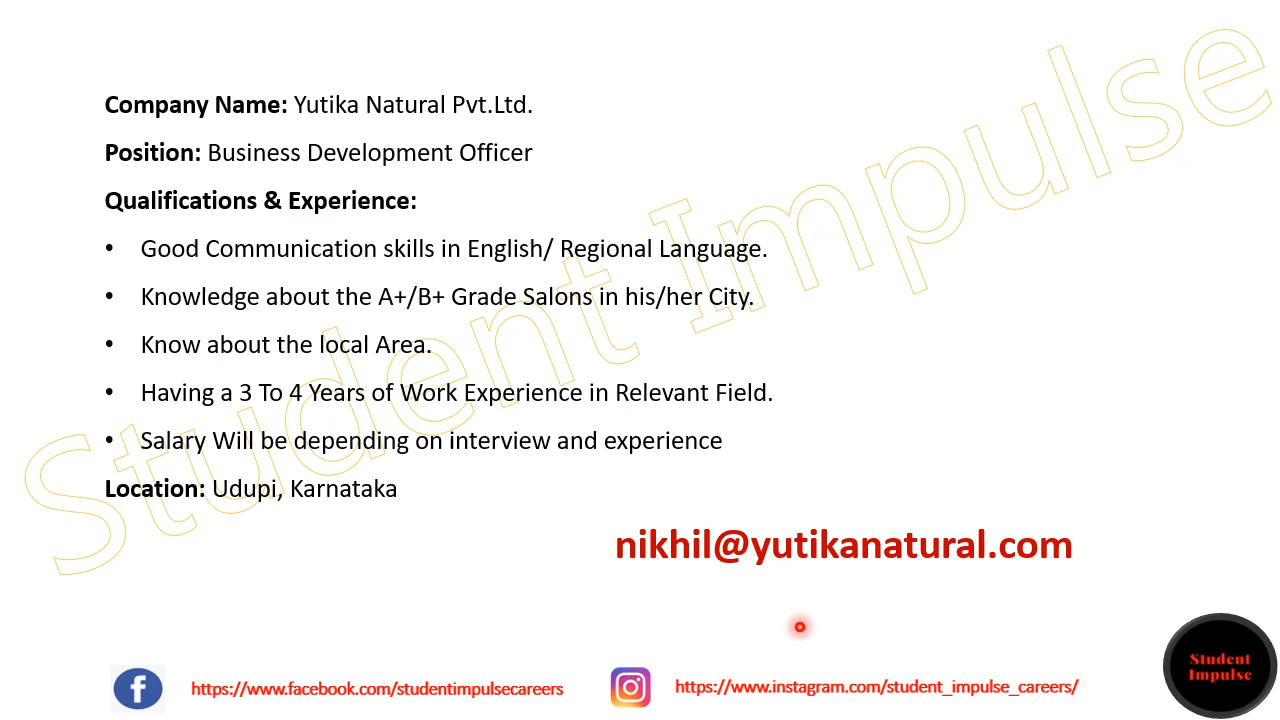 Company Name: Yutika Natural Pvt.Ltd.
Position: Business Development Officer
Qualifications & Experience:
• Good Communication skills in English/ Regional Language.
• Knowledge about the A+/B+ Grade Salons in his/her City.
• Know about the local Area.
• Having a 3 To 4 Years of Work Experience in Relevant Field.
• Salary Will be depending on interview and experience
Location: Udupi, Karnataka
nikhil@yutikanatural.com
Student Impulse
https://www.facebook.com/studentimpulsecareers
https://www.instagram.com/student_impulse_careers/
Student
Impulse